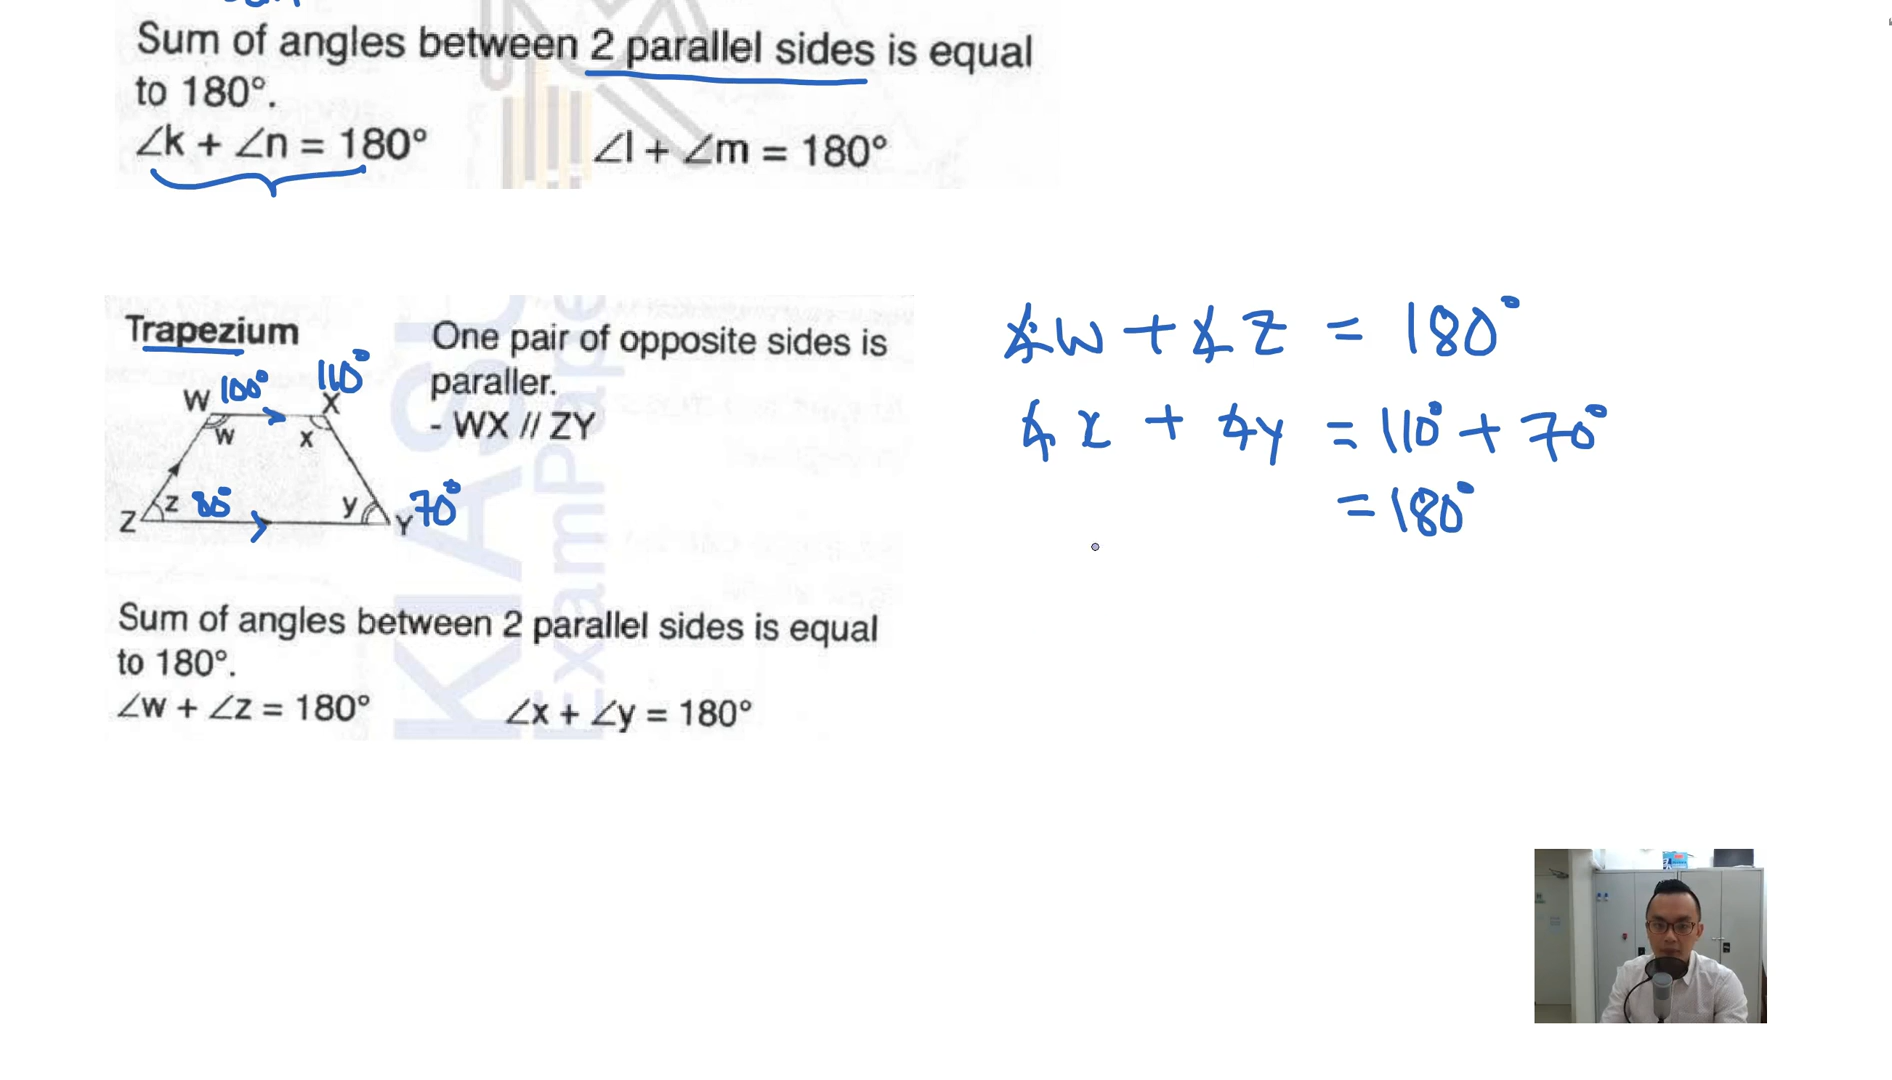 Sum of angles between 2 parallel sides is equal
to 180°.
∠k + ∠n = 180° ∠l + ∠m = 180°
Trapezium
One pair of opposite sides is
paraller.
- WX // ZY
W 100° 110° X
w x
Z z 80° y Y 70°
∡w + ∡z = 180°
∡x + ∡y = 110° + 70°
= 180°
Sum of angles between 2 parallel sides is equal
to 180°.
∠w + ∠z = 180° ∠x + ∠y = 180°
KIASU
ExamPape